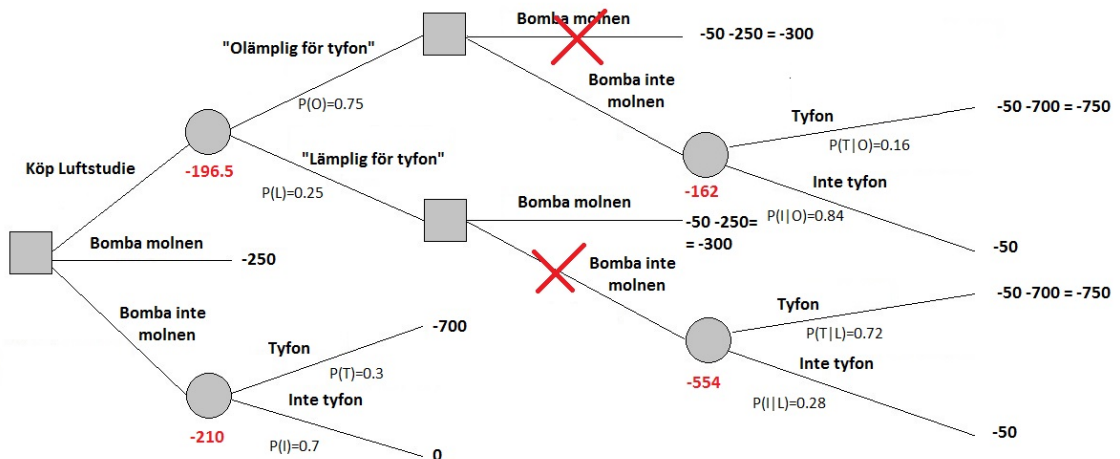 Bomba molnen
-50 -250 = -300
"Olämplig för tyfon"
P(O)=0.75
Bomba inte
molnen
Tyfon
-50 -700 = -750
P(T|O)=0.16
-196.5
"Lämplig för tyfon"
Inte tyfon
Köp Luftstudie
P(L)=0.25
-162
P(I|O)=0.84
Bomba molnen
-50 -250=
= -300
-50
Bomba molnen
-250
Bomba inte
molnen
-50 -700 = -750
Tyfon
Bomba inte
molnen
-700
P(T|L)=0.72
Tyfon
Inte tyfon
P(T)=0.3
-554
Inte tyfon
P(I|L)=0.28
-210
P(I)=0.7
-50
0